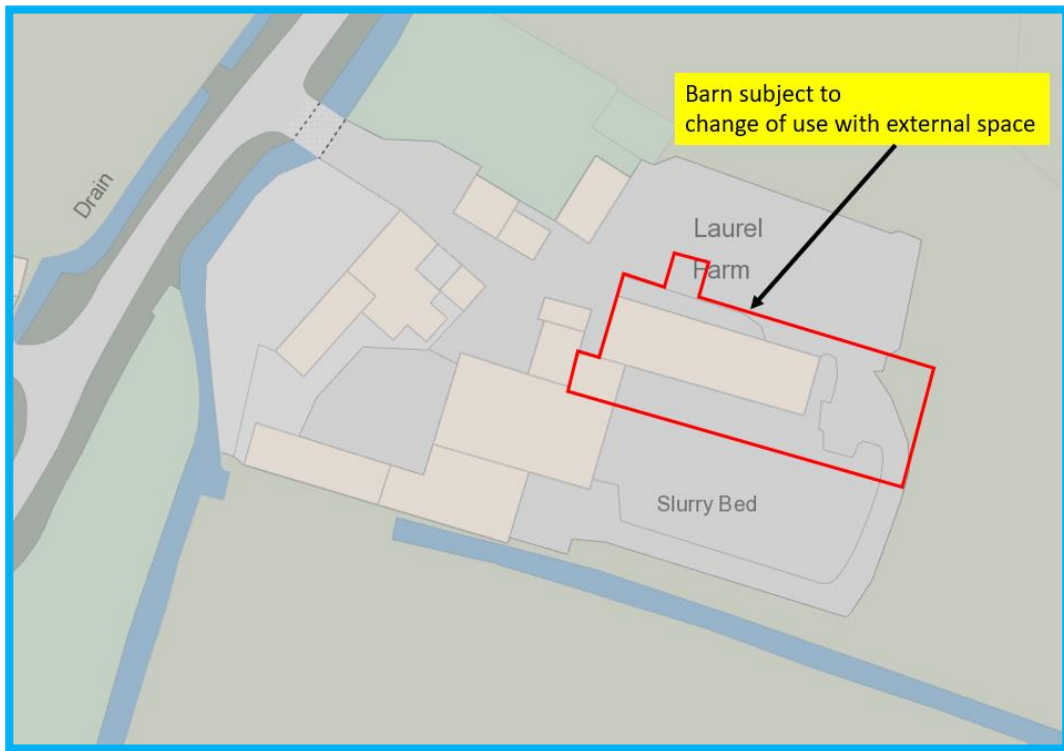 Barn subject to
change of use with external space
Drain
Laurel
Farm
Slurry Bed